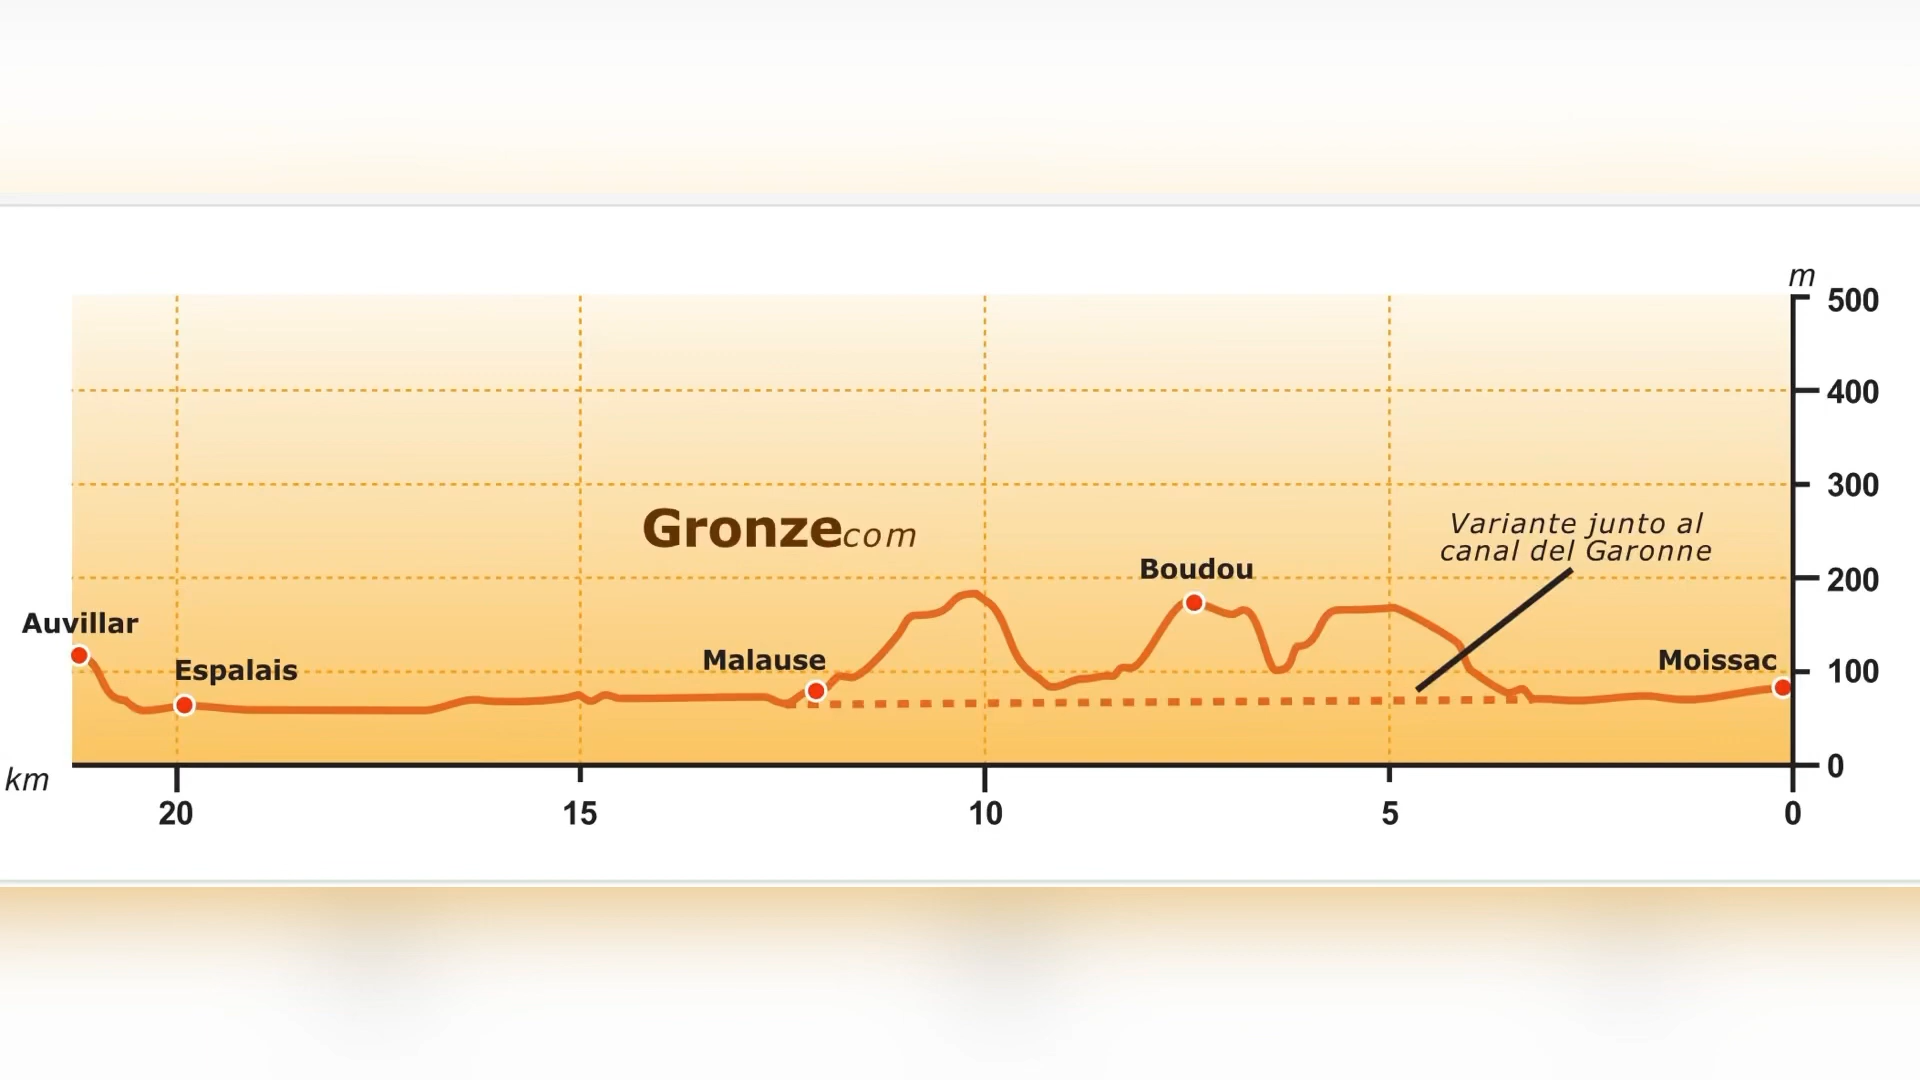 m
500
400
300
Variante junto al
canal del Garonne
Gronze.com
Boudou
200
Auvillar
Malause
Moissac
Espalais
100
0
km
20
15
10
5
0